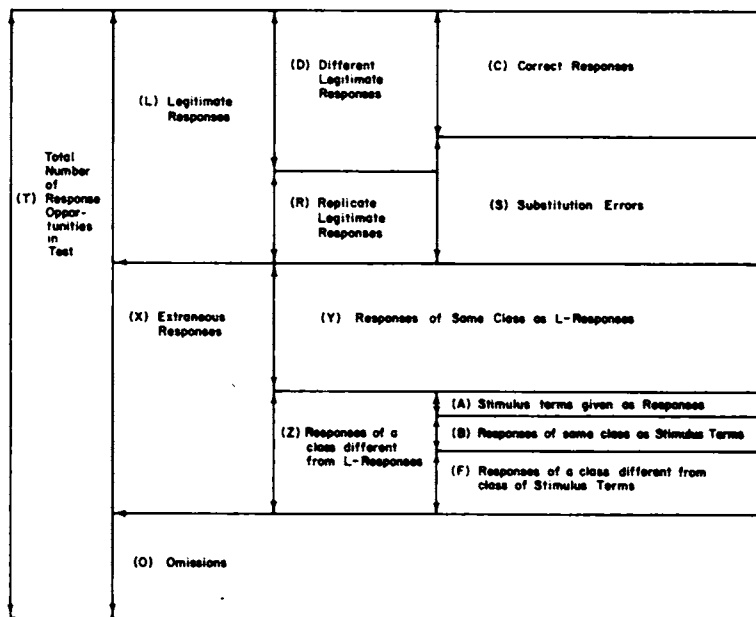 (D) Different
Legitimate
Responses
(C) Correct Responses
(L) Legitimate
Responses
Total
Number
of
(T) Response
Oppor-
tunities
in
Test
(R) Replicate
Legitimate
Responses
(S) Substitution Errors
(X) Extraneous
Responses
(Y) Responses of Same Class as L-Responses
(A) Stimulus terms given as Responses
(Z) Responses of a
class different
from L-Responses
(B) Responses of same class as Stimulus Terms
(F) Responses of a class different from
class of Stimulus Terms
(O) Omissions